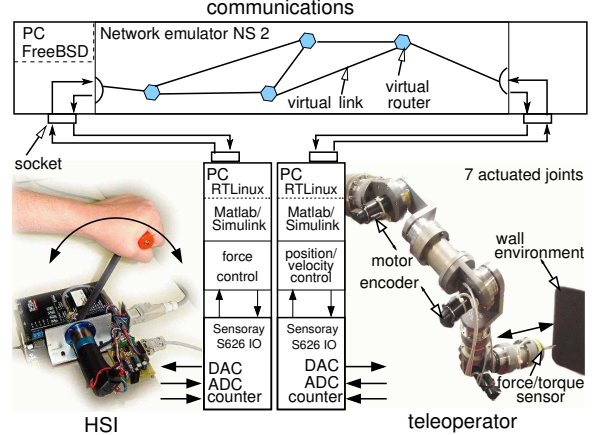 communications
PC
FreeBSD
Network emulator NS 2
virtual link
virtual
router
socket
PC
RTLinux
Matlab/
Simulink
force
control
Sensoray
S626 IO
DAC
ADC
counter
PC
RTLinux
Matlab/
Simulink
position/
velocity
control
Sensoray
S626 IO
DAC
ADC
counter
7 actuated joints
wall
environment
motor
encoder
force/torque
sensor
HSI
teleoperator